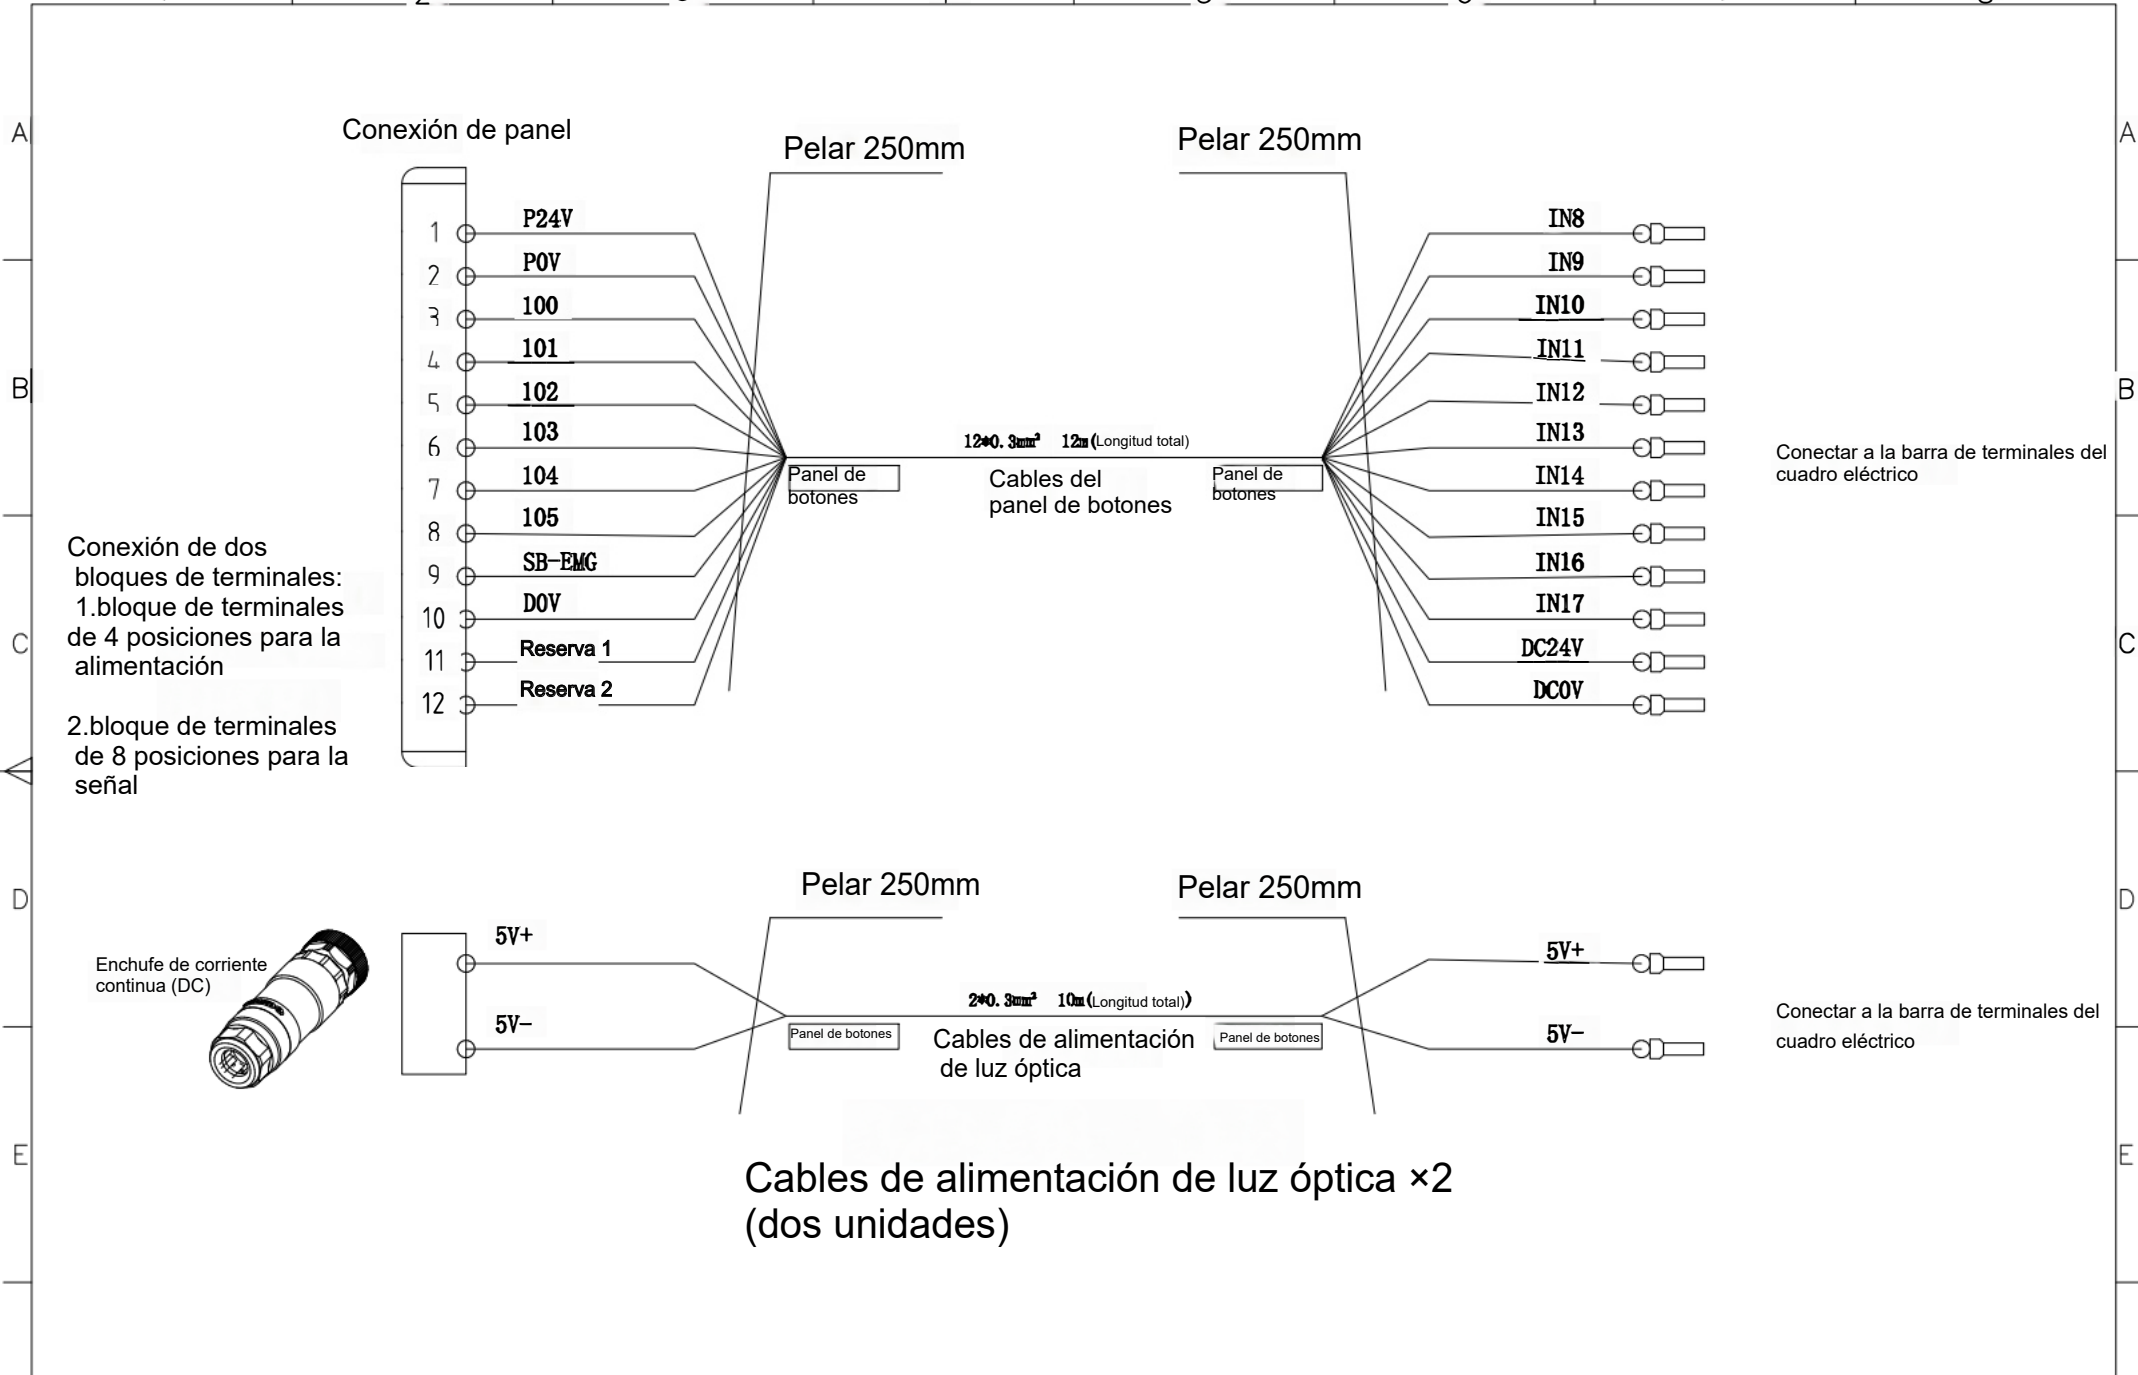 A
A
Conexión de panel
Pelar 250mm
Pelar 250mm
1
P24V
IN8
2
P0V
IN9
3
100
IN10
4
101
IN11
B
B
5
102
IN12
6
103
IN13
12*0.3mm² 12m(Longitud total)
Conectar a la barra de terminales del
cuadro eléctrico
7
104
Panel de
botones
Cables del
panel de botones
Panel de
botones
IN14
8
105
IN15
Conexión de dos
bloques de terminales:
1.bloque de terminales
de 4 posiciones para la
alimentación
2.bloque de terminales
de 8 posiciones para la
señal
9
SB-EMG
IN16
10
D0V
IN17
C
C
11
Reserva 1
DC24V
12
Reserva 2
DC0V
D
D
Pelar 250mm
Pelar 250mm
Enchufe de corriente
continua (DC)
5V+
5V+
2*0.3mm² 10m(Longitud total))
5V-
Panel de botones
Cables de alimentación
de luz óptica
Panel de botones
5V-
Conectar a la barra de terminales del
cuadro eléctrico
E
E
Cables de alimentación de luz óptica ×2
(dos unidades)